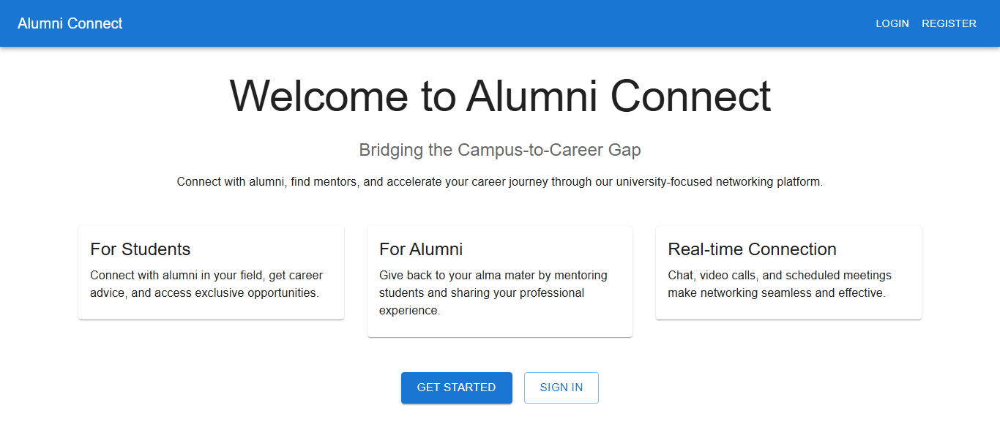 Alumni Connect
LOGIN REGISTER
Welcome to Alumni Connect
Bridging the Campus-to-Career Gap
Connect with alumni, find mentors, and accelerate your career journey through our university-focused networking platform.
For Students
Connect with alumni in your field, get career
advice, and access exclusive opportunities.
For Alumni
Give back to your alma mater by mentoring
students and sharing your professional
experience.
Real-time Connection
Chat, video calls, and scheduled meetings
make networking seamless and effective.
GET STARTED
SIGN IN